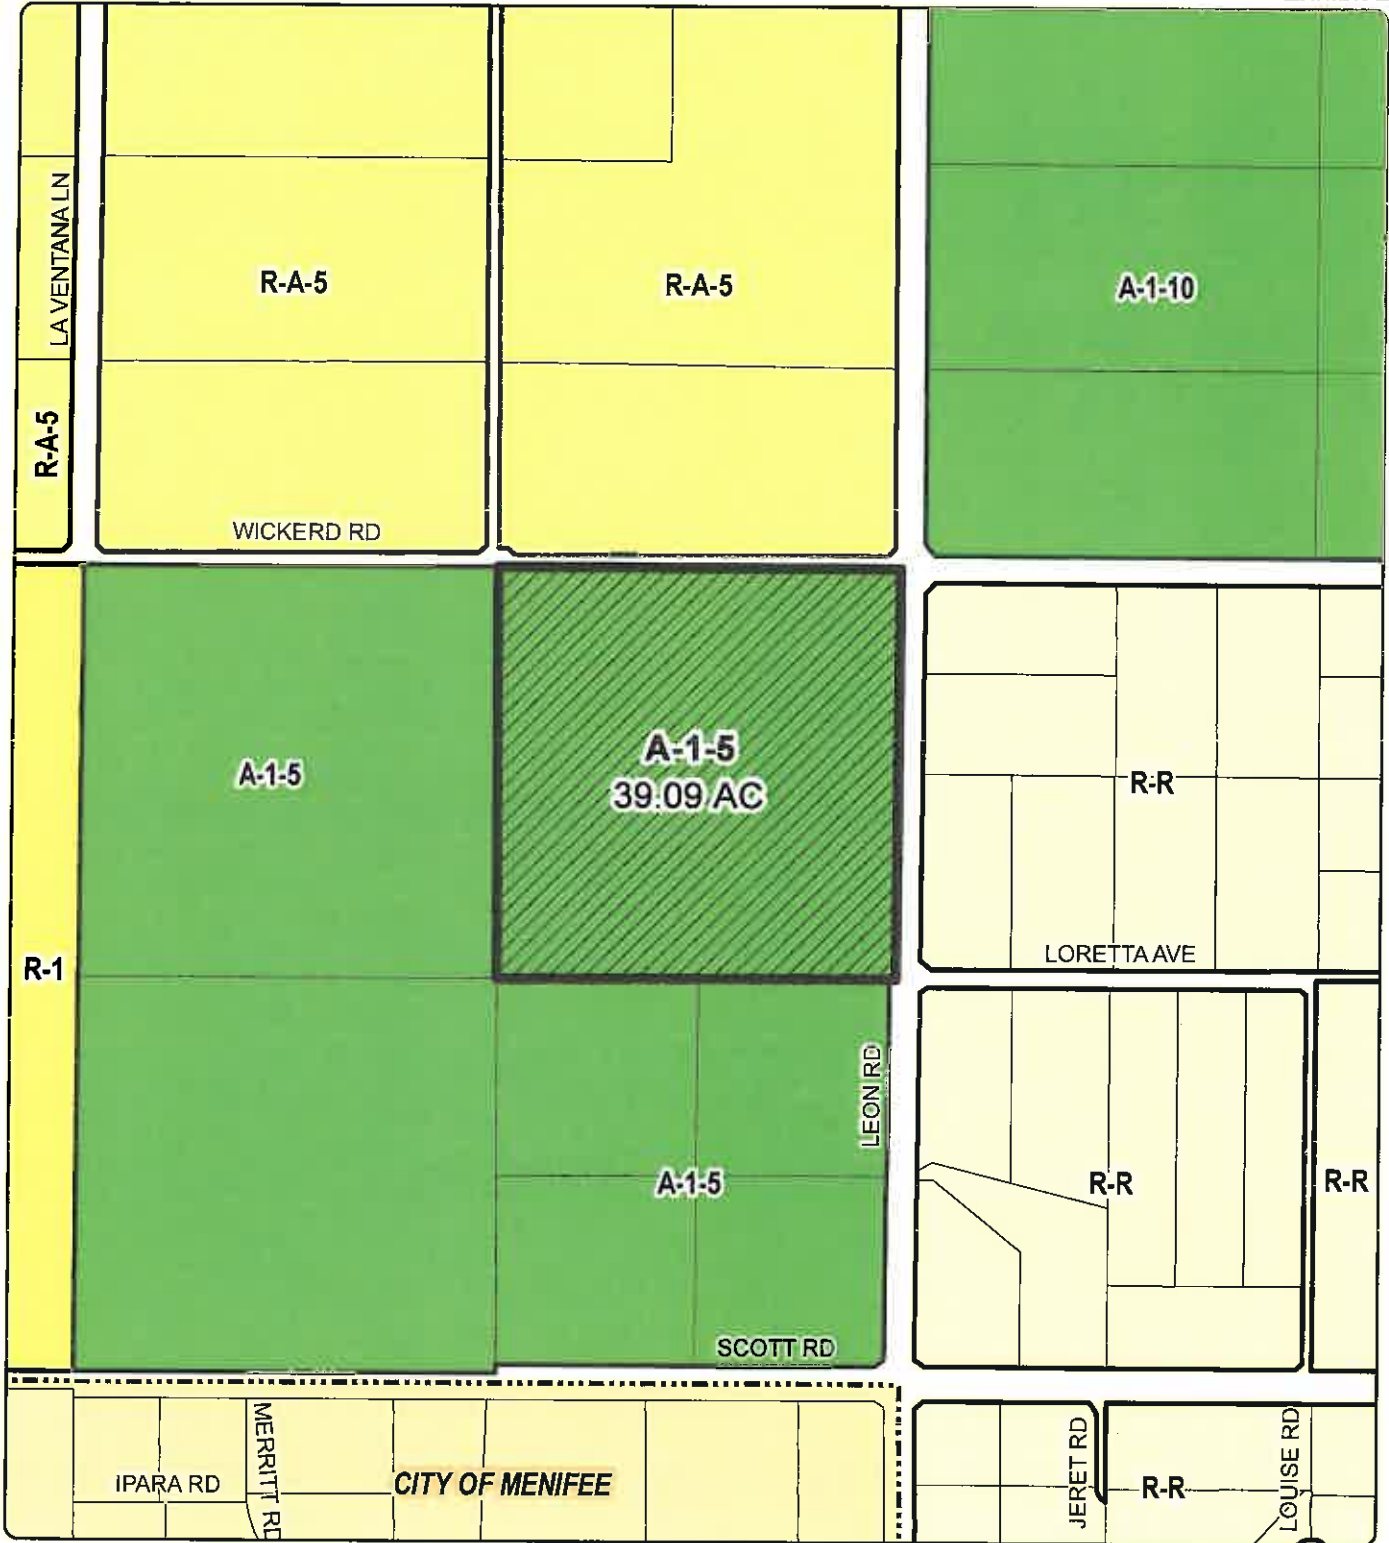 LA VENTANA LN
R-A-5
R-A-5
A-1-10
R-A-5
WICKERD RD
A-1-5
A-1-5
39.09 AC
R-R
LORETTA AVE
R-1
LEON RD
A-1-5
R-R
R-R
SCOTT RD
MERRITT RD
IPARA RD
CITY OF MENIFEE
JERET RD
R-R
LOUISE RD